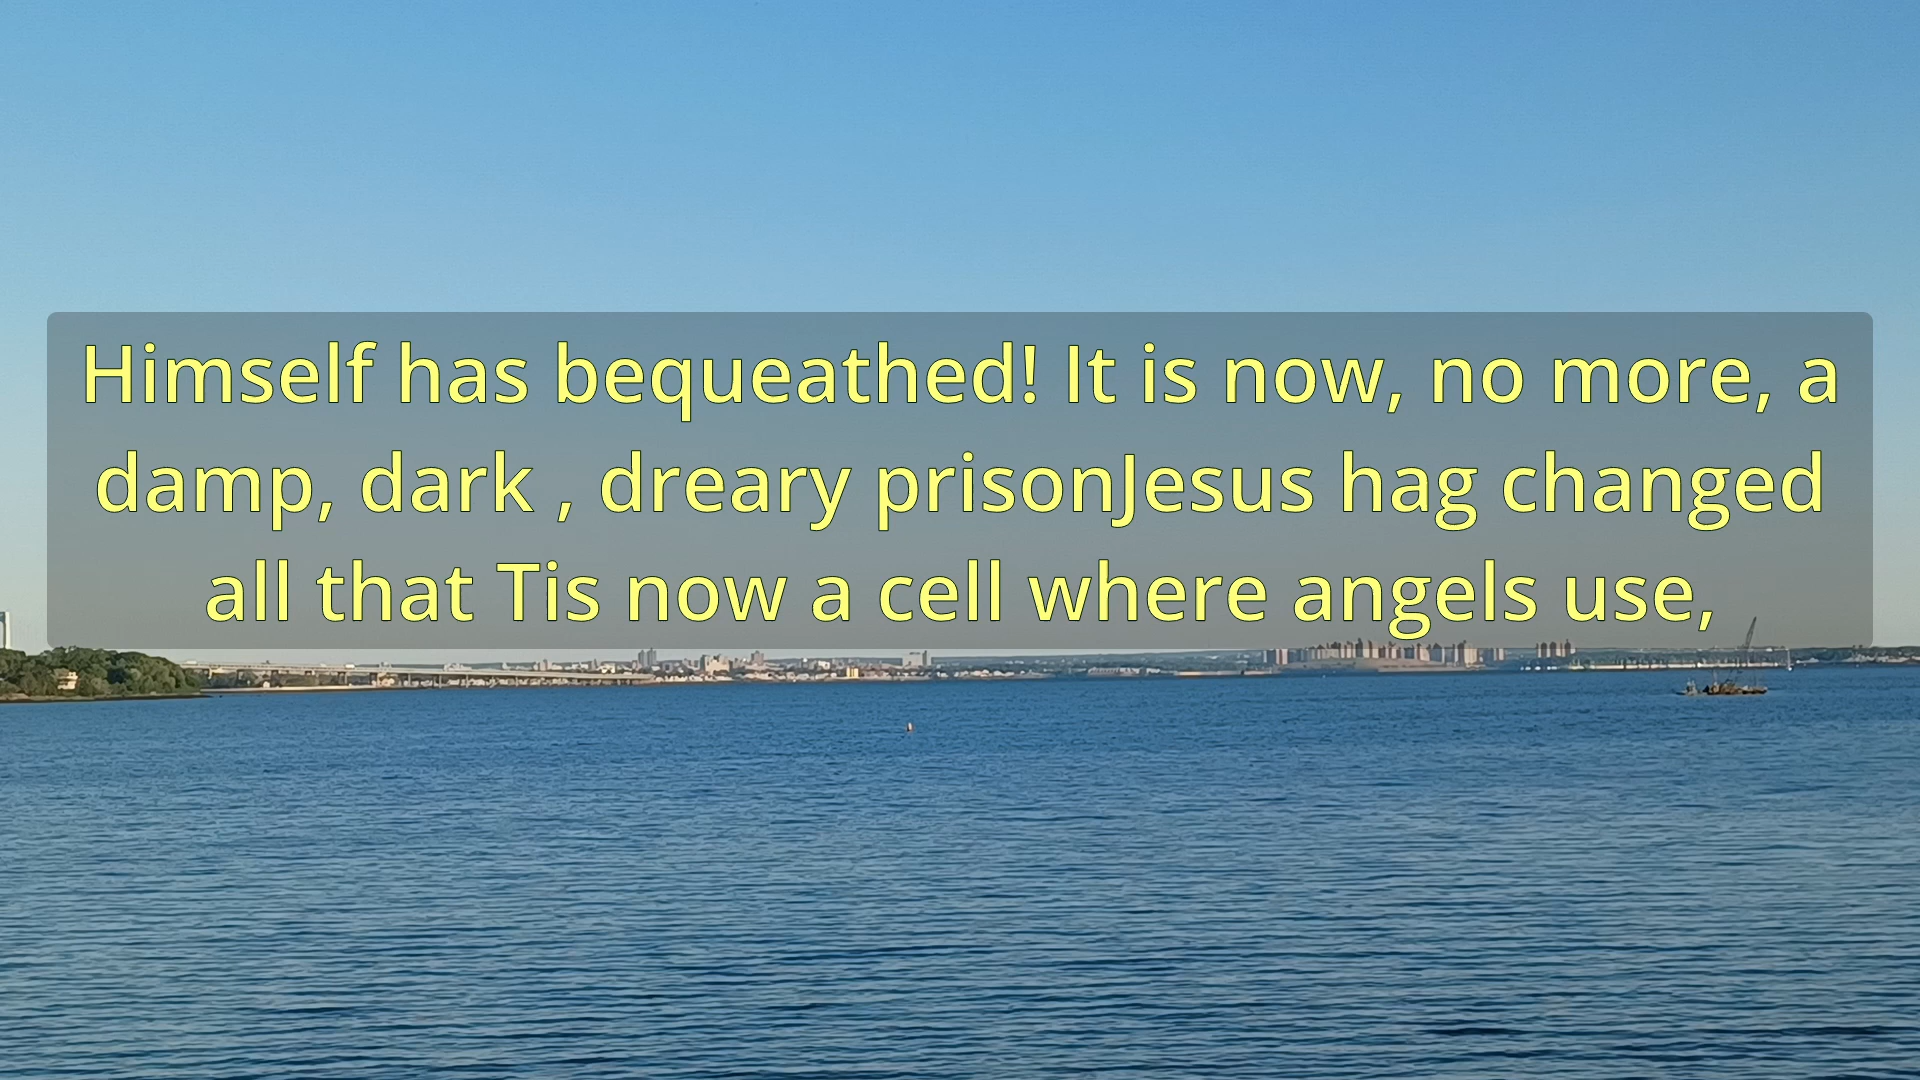 Himself has bequeathed! It is now, no more, a
damp, dark , dreary prisonJesus hag changed
all that Tis now a cell where angels use,